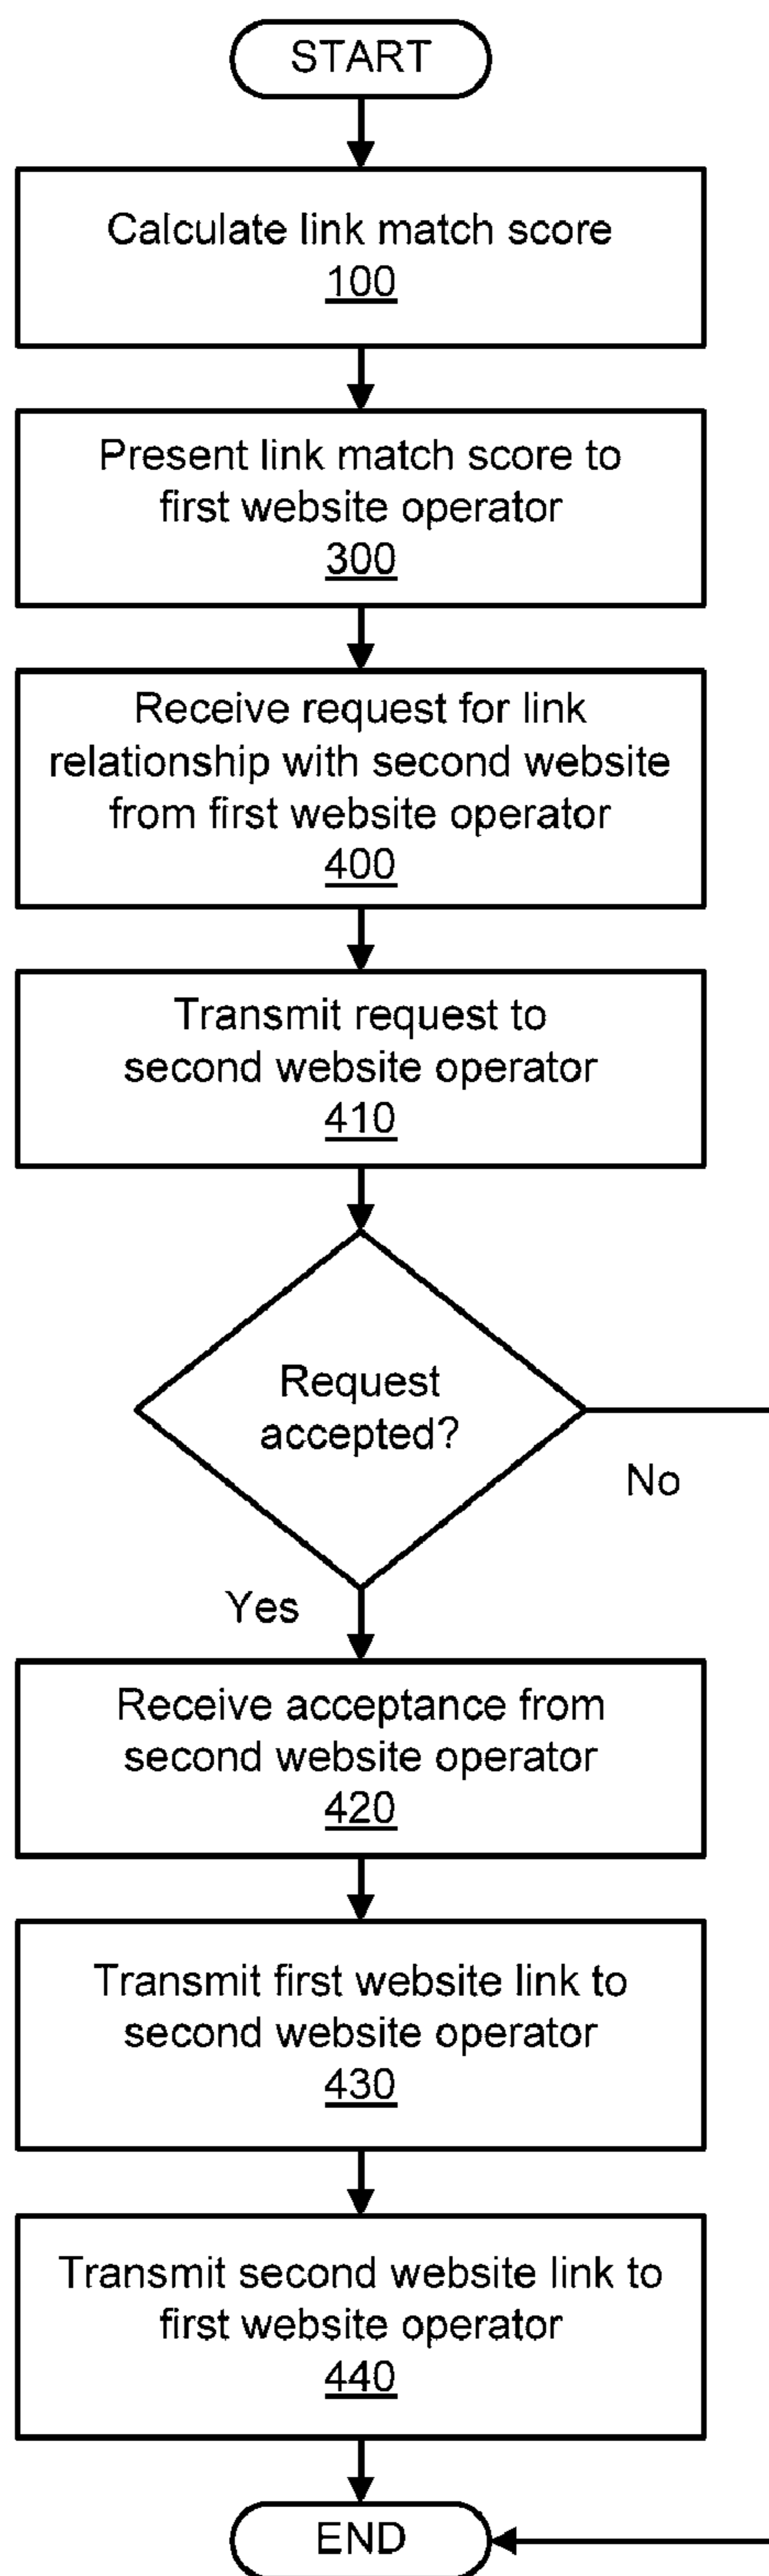 START
Calculate link match score
100
Present link match score to
first website operator
300
Receive request for link
relationship with second website
from first website operator
400
Transmit request to
second website operator
410
Request
accepted?
No
Yes
Receive acceptance from
second website operator
420
Transmit first website link to
second website operator
430
Transmit second website link to
first website operator
440
END